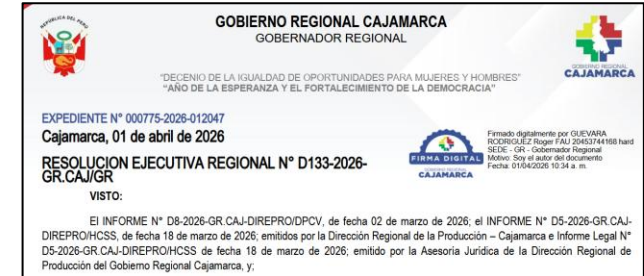 REPUBLICA DEL PERU
GOBIERNO REGIONAL CAJAMARCA
GOBERNADOR REGIONAL
GOBIERNO REGIONAL
CAJAMARCA
"DECENIO DE LA IGUALDAD DE OPORTUNIDADES PARA MUJERES Y HOMBRES"
"AÑO DE LA ESPERANZA Y EL FORTALECIMIENTO DE LA DEMOCRACIA"
EXPEDIENTE N° 000775-2026-012047
Cajamarca, 01 de abril de 2026
RESOLUCION EJECUTIVA REGIONAL N° D133-2026-
GR.CAJ/GR
FIRMA DIGITAL
CAJAMARCA
Firmado digitalmente por GUEVARA
RODRIGUEZ Roger FAU 20453744168 hard
SEDE - GR - Gobernador Regional
Motivo: Soy el autor del documento
Fecha: 01/04/2026 10:34 a. m.
VISTO:
El INFORME N° D8-2026-GR.CAJ-DIREPRO/DPCV, de fecha 02 de marzo de 2026; el INFORME N° D5-2026-GR.CAJ-
DIREPRO/HCSS, de fecha 18 de marzo de 2026; emitidos por la Dirección Regional de la Producción – Cajamarca e Informe Legal N°
D5-2026-GR.CAJ-DIREPRO/HCSS de fecha 18 de marzo de 2026; emitido por la Asesoria Jurídica de la Dirección Regional de
Producción del Gobierno Regional Cajamarca, y;